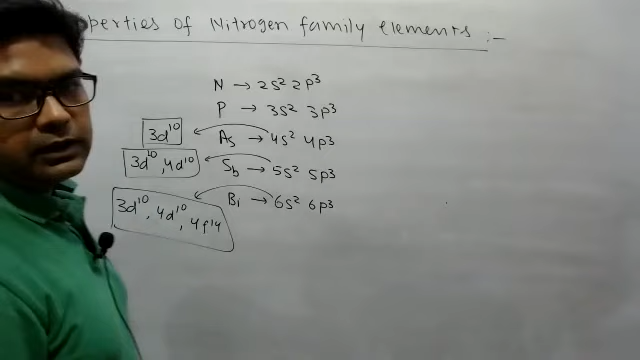 perties of Nitrogen family elements :-
N → 2s² 2p³
P → 3s² 3p³
3d¹⁰ As → 4s² 4p³
3d¹⁰, 4d¹⁰ Sb → 5s² 5p³
Bi → 6s² 6p³
3d¹⁰, 4d¹⁰, 4f¹⁴